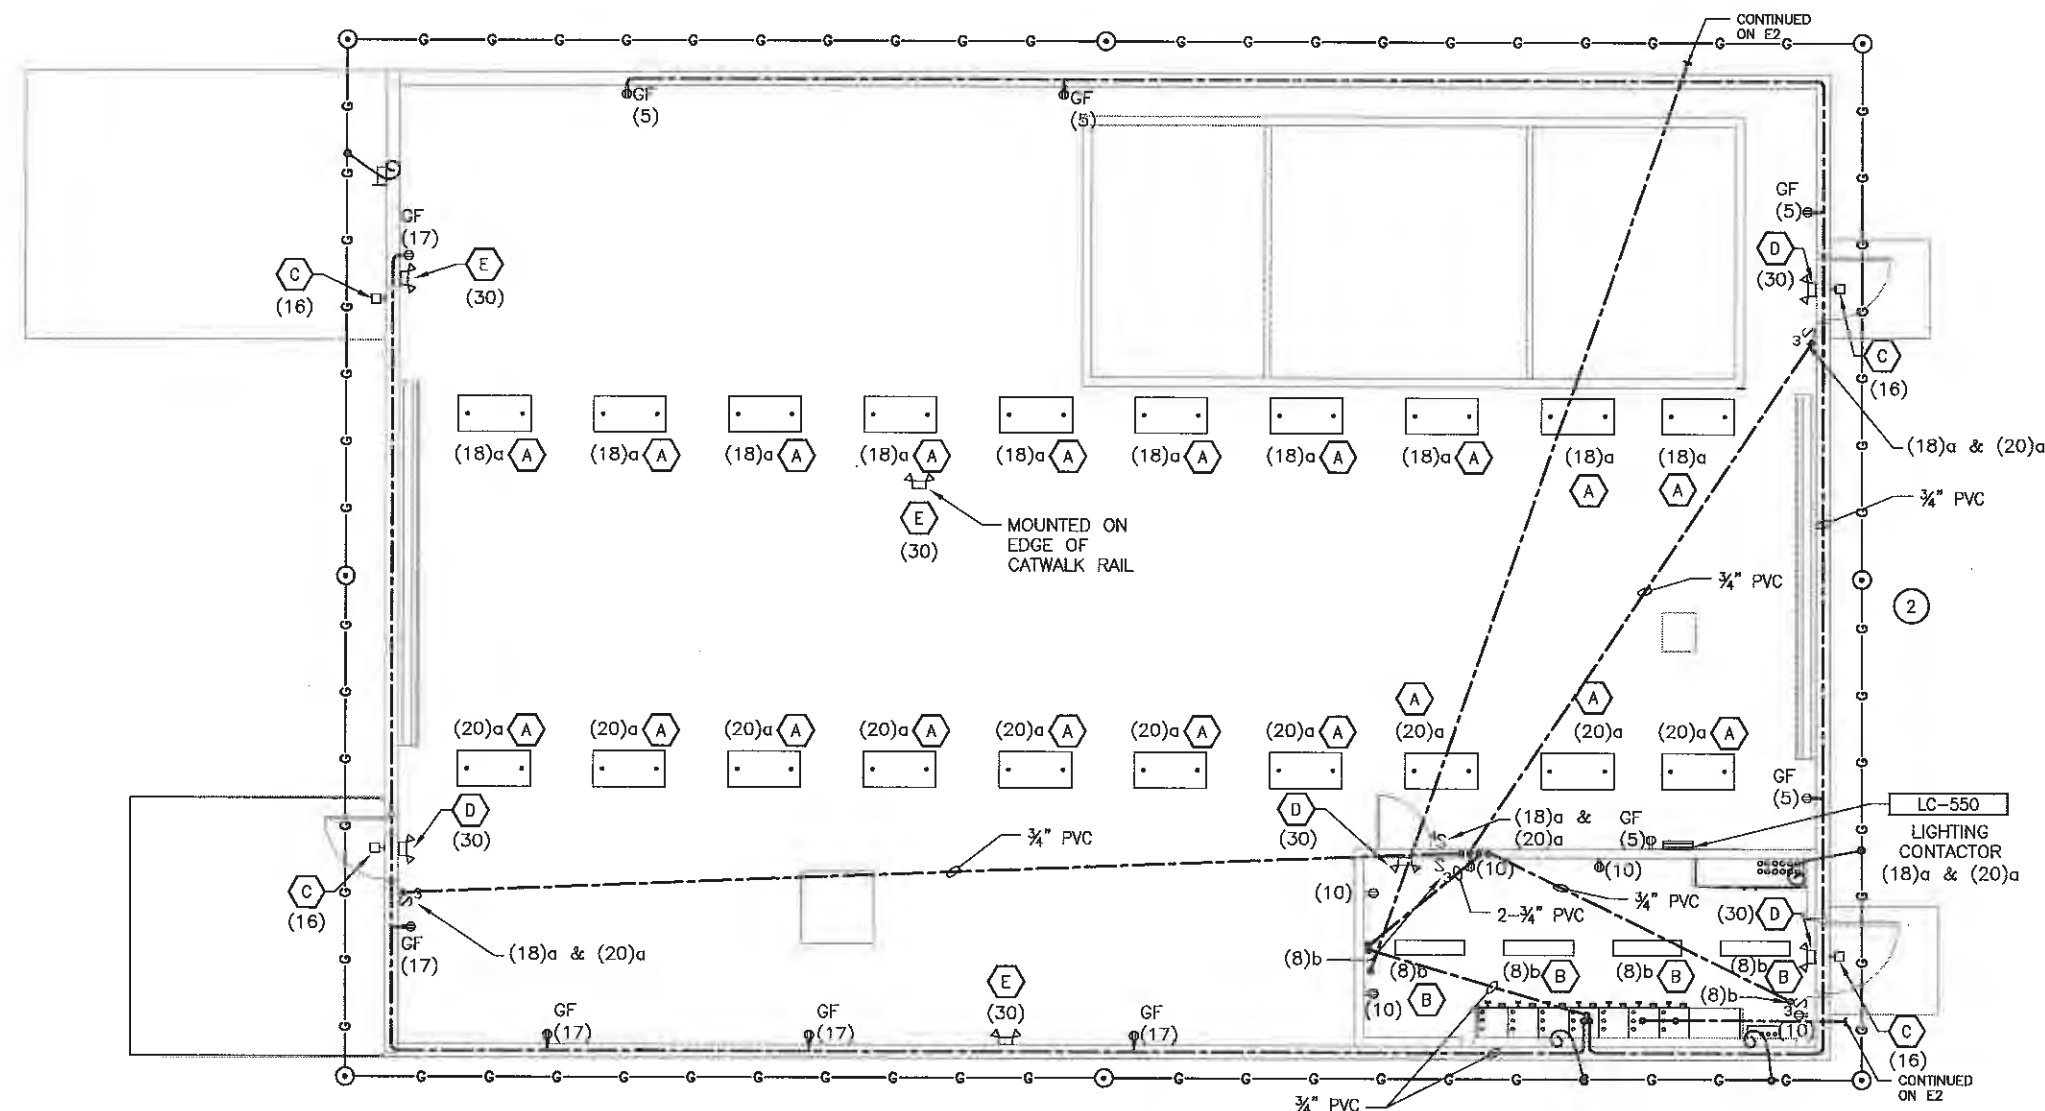 CONTINUED
ON E2
G G G G G G G G G G G G G G G G G G G G
GF
(5)
GF
(5)
GF
(5)
GF
(17)
E
(30)
C
(16)
D
(30)
3 S
C
(16)
(18)a A (18)a A (18)a A (18)a A (18)a A (18)a A (18)a A (18)a A (18)a (18)a
A A
(18)a & (20)a
¾" PVC
E
(30)
MOUNTED ON
EDGE OF
CATWALK RAIL
¾" PVC
2
A A
(20)a A (20)a A (20)a A (20)a A (20)a A (20)a A (20)a A (20)a (20)a (20)a A
GF
(5)
LC-550
LIGHTING
CONTACTOR
(18)a & (20)a
D
(30)
¾" PVC
D
(30)
(18)a &
(20)a
GF
(5)
4 S
S 3
(10)
(10)
C
(16)
3
S
(10)
2-¾" PVC
¾" PVC
(30) D
GF
(17)
(18)a & (20)a
(8)b
(8)b (8)b B (8)b B (8)b B
(10)
B
(8)b
3 S
(10)
E
(30)
GF
(17)
GF
(17)
GF
(17)
C
(16)
CONTINUED
ON E2
¾" PVC